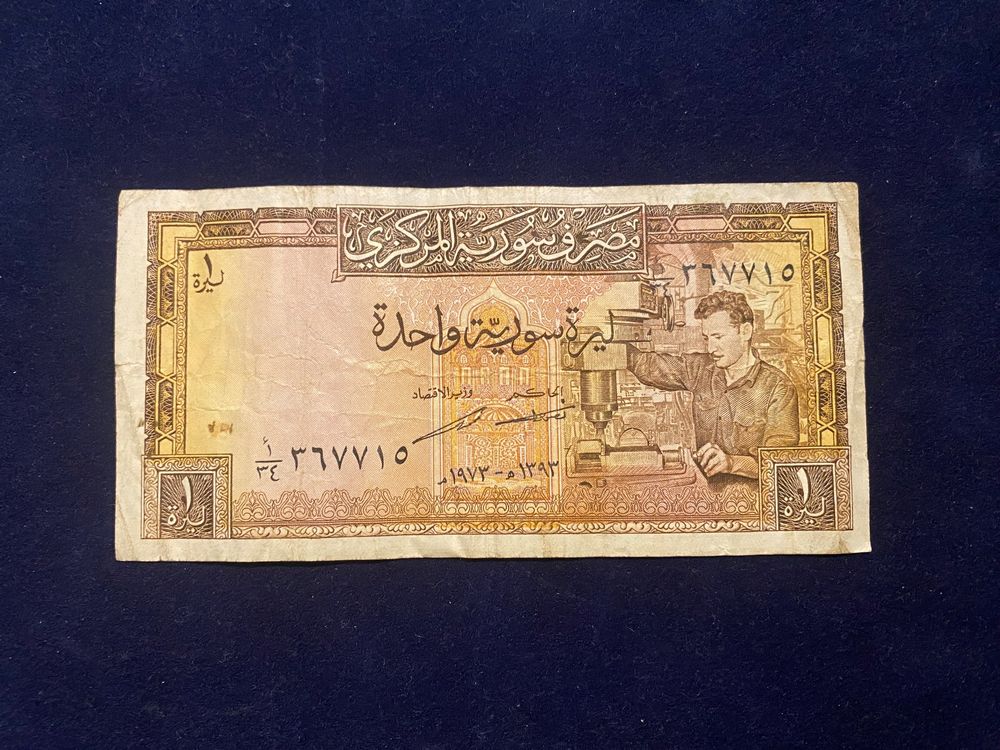 مصرف سورية المركزي
١ ليرة
٣٦٧٧١٥
ليرة سورية واحدة
وزير الاقتصاد
الحاكم
أ/٣٤ ٣٦٧٧١٥
١٣٩٣ هـ - ١٩٧٣ م
١ ليرة
١ ليرة